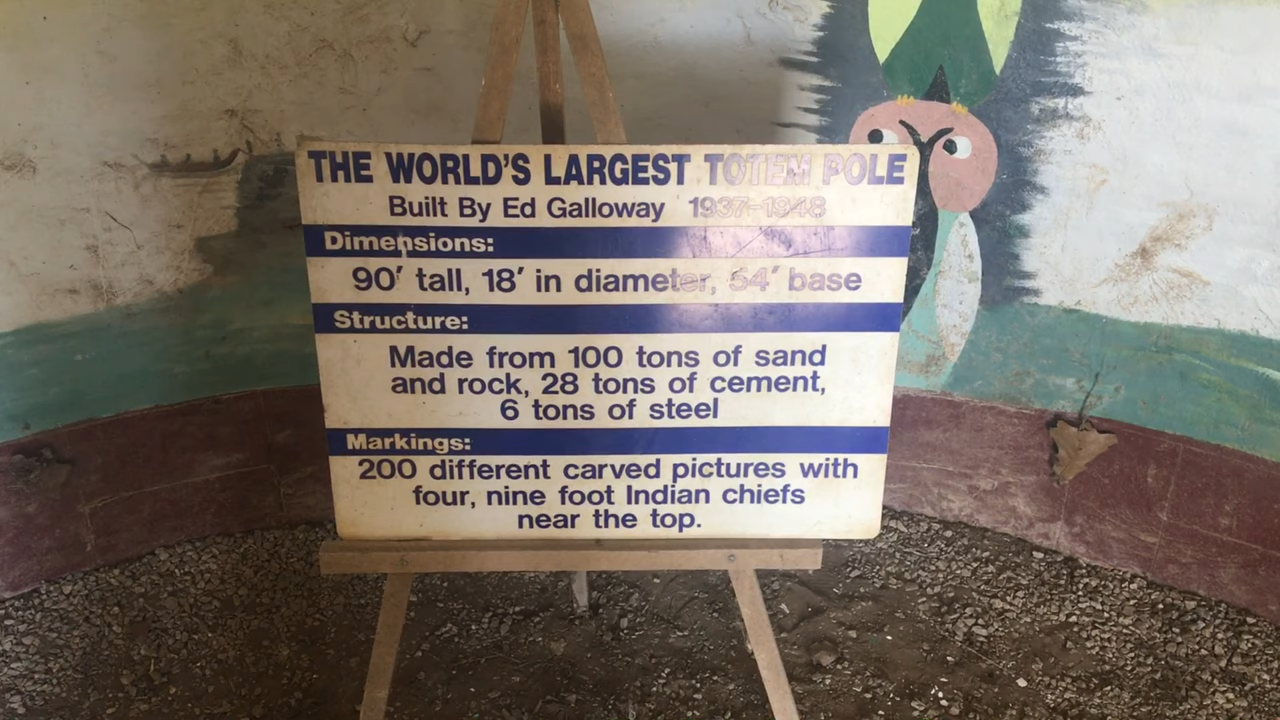 THE WORLD'S LARGEST TOTEM POLE
Built By Ed Galloway 1937-1948
Dimensions:
90' tall, 18' in diameter, 54' base
Structure:
Made from 100 tons of sand
and rock, 28 tons of cement,
6 tons of steel
Markings:
200 different carved pictures with
four, nine foot Indian chiefs
near the top.